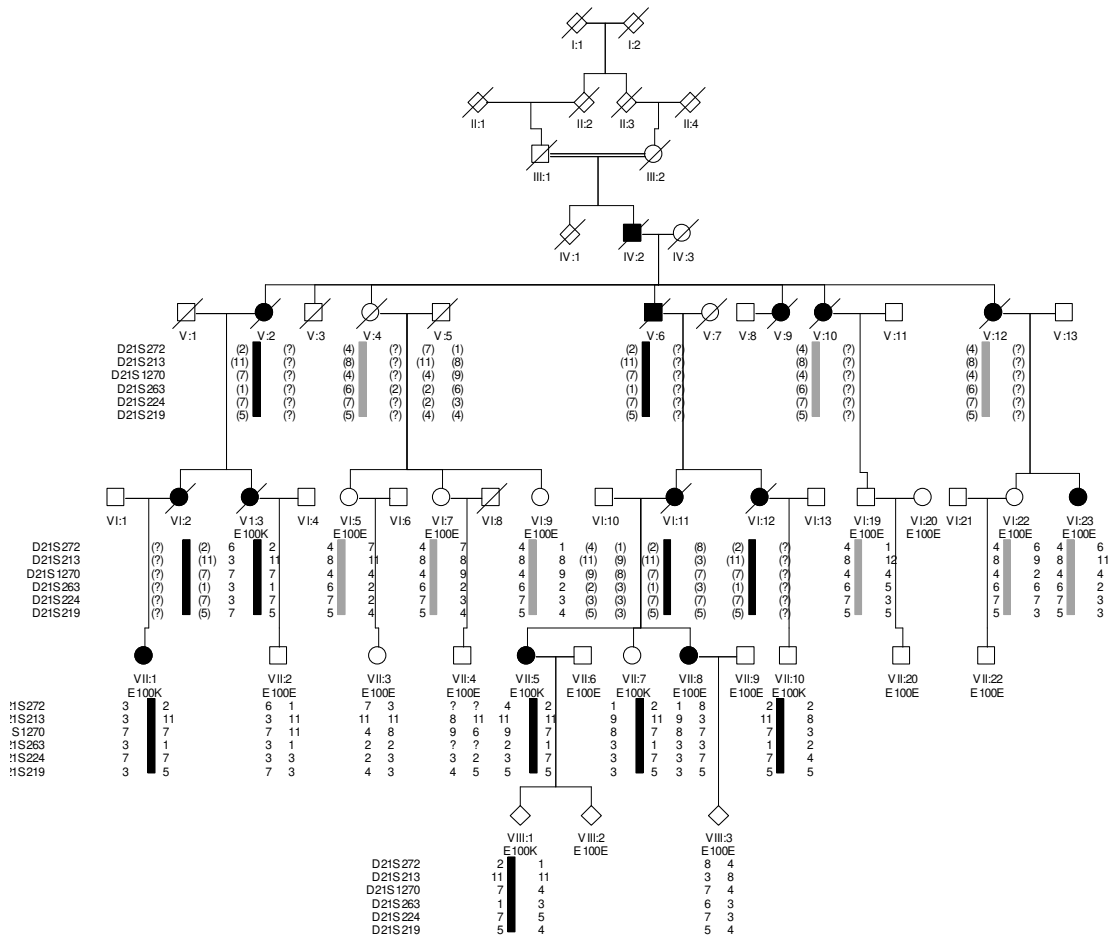 I:1 I:2
II:1 II:2 II:3 II:4
III:1 III:2
IV:1 IV:2 IV:3
V:1 V:2 V:3 V:4 V:5 V:6 V:7 V:8 V:9 V:10 V:11 V:12 V:13
D21S272 (2) (?) (4) (?) (7) (1) (2) (?) (4) (?) (4) (?)
D21S213 (11) (?) (8) (?) (11) (8) (11) (?) (8) (?) (8) (?)
D21S1270 (7) (?) (4) (?) (4) (9) (7) (?) (4) (?) (4) (?)
D21S263 (1) (?) (6) (2) (2) (6) (1) (?) (6) (?) (6) (?)
D21S224 (7) (?) (7) (?) (2) (3) (7) (?) (7) (?) (7) (?)
D21S219 (5) (?) (5) (?) (4) (4) (5) (?) (5) (?) (5) (?)
VI:1 VI:2 V1:3 VI:4 VI:5 VI:6 VI:7 VI:8 VI:9 VI:10 VI:11 VI:12 VI:13 VI:19 VI:20 VI:21 VI:22 VI:23
E100K E100E E100E E100E E100E E100E E100E E100E
D21S272 (?) (2) 6 2 4 7 4 7 4 1 (4) (1) (2) (8) (2) (?) 4 1 4 6 4 6
D21S213 (?) (11) 3 11 8 11 8 8 8 8 (11) (9) (11) (3) (11) (?) 8 12 8 9 8 11
D21S1270 (?) (7) 7 7 4 4 4 9 4 9 (9) (8) (7) (7) (7) (?) 4 4 4 2 4 4
D21S263 (?) (1) 3 1 6 2 6 2 6 2 (2) (3) (1) (3) (1) (?) 6 5 6 6 6 2
D21S224 (?) (7) 3 7 7 2 7 3 7 3 (3) (3) (7) (3) (7) (?) 7 3 7 7 7 5
D21S219 (?) (5) 7 5 5 4 5 4 5 4 (5) (3) (5) (5) (5) (?) 5 3 5 3 5 3
VII:1 VII:2 VII:3 VII:4 VII:5 VII:6 VII:7 VII:8 VII:9 VII:10 VII:20 VII:22
E100K E100E E100E E100E E100K E100E E100K E100E E100E E100K E100E E100E
21S272 3 2 6 1 7 3 ? ? 4 2 1 2 1 8 2 2
21S213 3 11 3 11 11 11 8 11 11 11 9 11 9 3 11 8
S1270 7 7 7 11 4 8 9 6 9 7 8 7 8 7 7 7
21S263 3 1 3 1 2 2 ? ? 2 1 3 1 3 3 1 2
21S224 7 7 3 3 2 3 3 2 3 7 3 7 3 3 7 4
21S219 3 5 7 3 4 3 4 5 5 5 3 5 3 5 5 5
VIII:1 VIII:2 VIII:3
E100K E100E E100E
D21S272 2 1 8 4
D21S213 11 11 3 8
D21S1270 7 4 7 4
D21S263 1 3 6 3
D21S224 7 5 7 3
D21S219 5 4 5 4